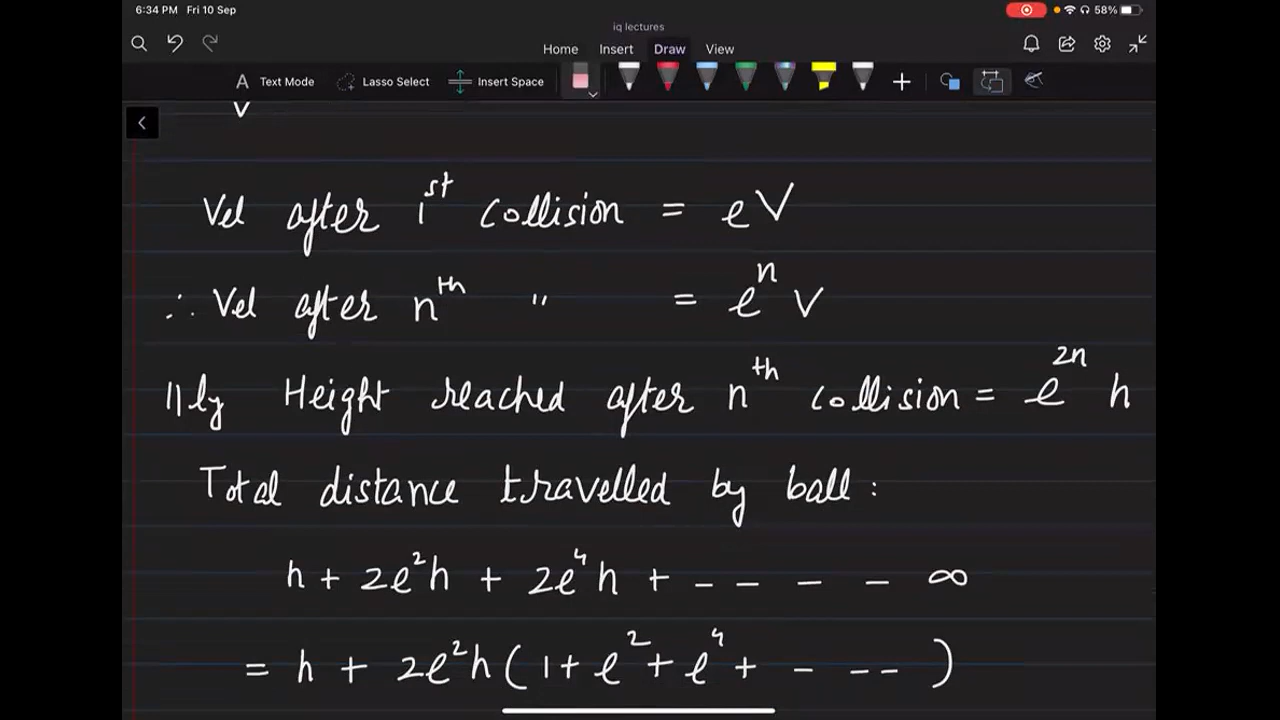 6:34 PM Fri 10 Sep 58%
iq lectures
Home Insert Draw View
Text Mode Lasso Select Insert Space
v
Vel after 1st collision = eV
∴ Vel after nth " = e^n V
||ly Height reached after nth collision = e^2n h
Total distance travelled by ball :
h + 2e²h + 2e⁴h + - - - - ∞
= h + 2e²h ( 1 + e² + e⁴ + - - - )